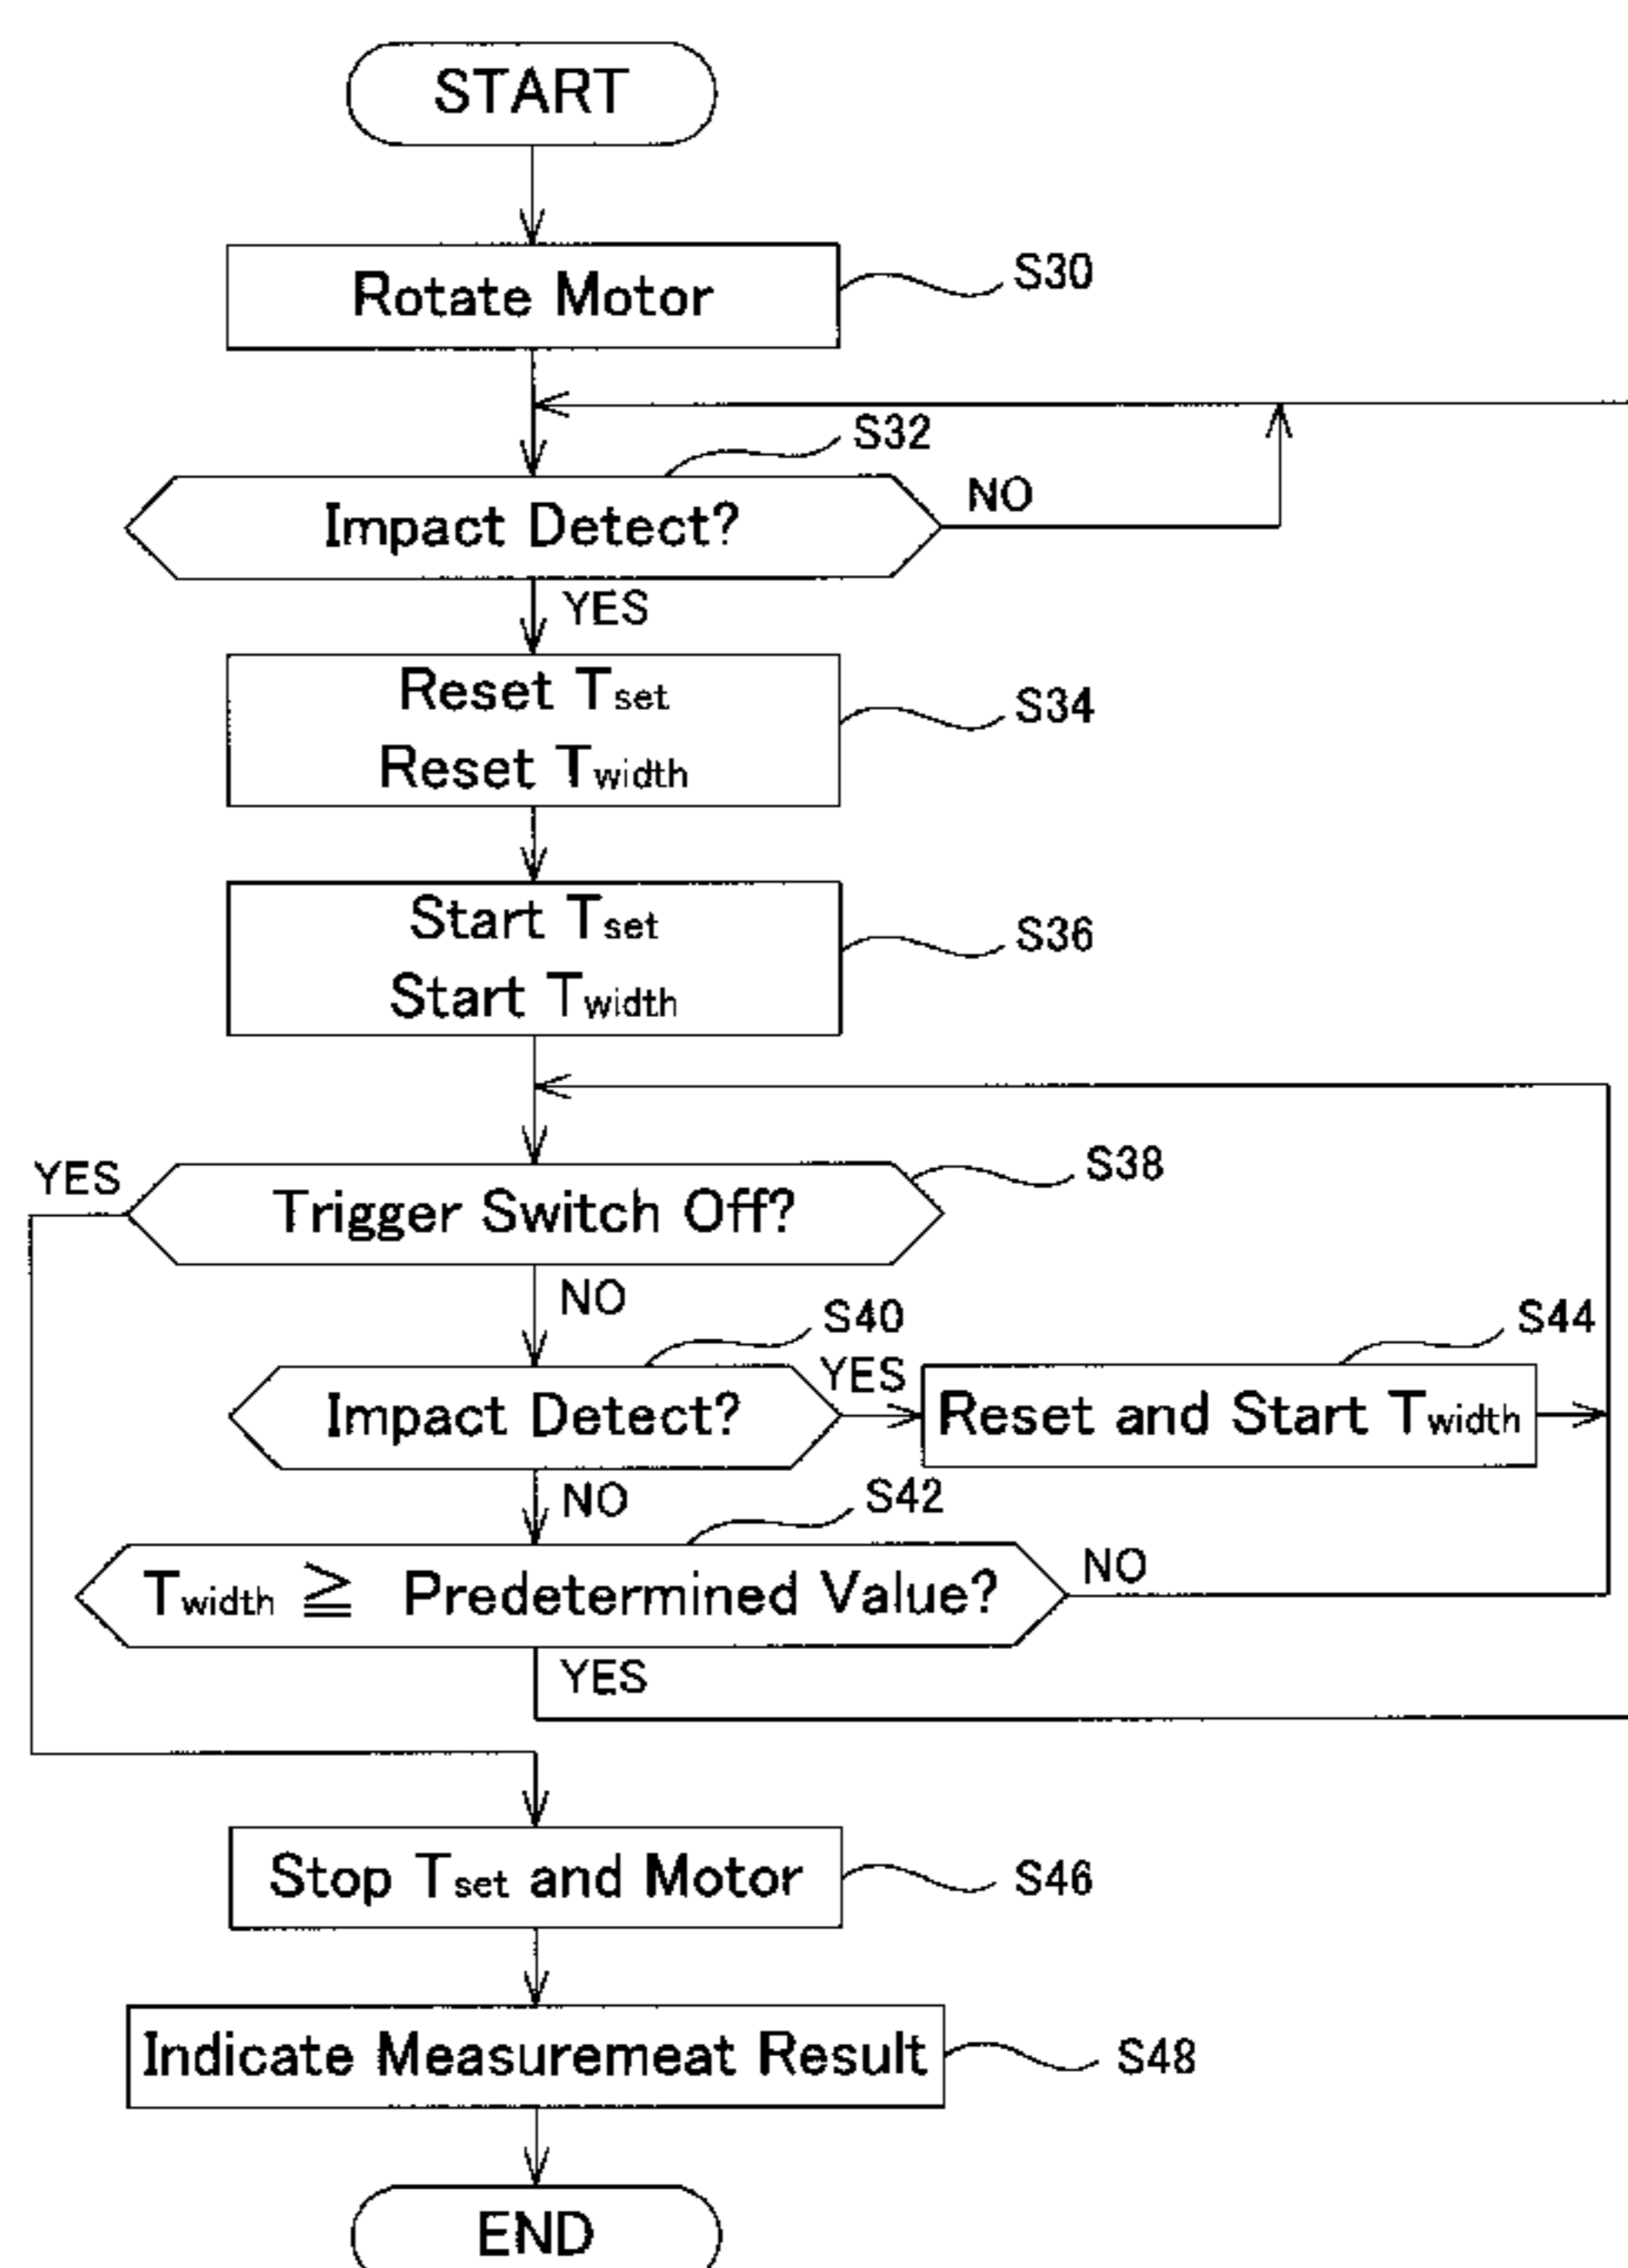 START
Rotate Motor
S30
S32
Impact Detect?
NO
YES
Reset Tset
Reset Twidth
S34
Start Tset
Start Twidth
S36
YES
Trigger Switch Off?
S38
NO
S40
S44
Impact Detect?
YES
Reset and Start Twidth
NO
S42
Twidth ≧ Predetermined Value?
NO
YES
Stop Tset and Motor
S46
Indicate Measuremeat Result
S48
END